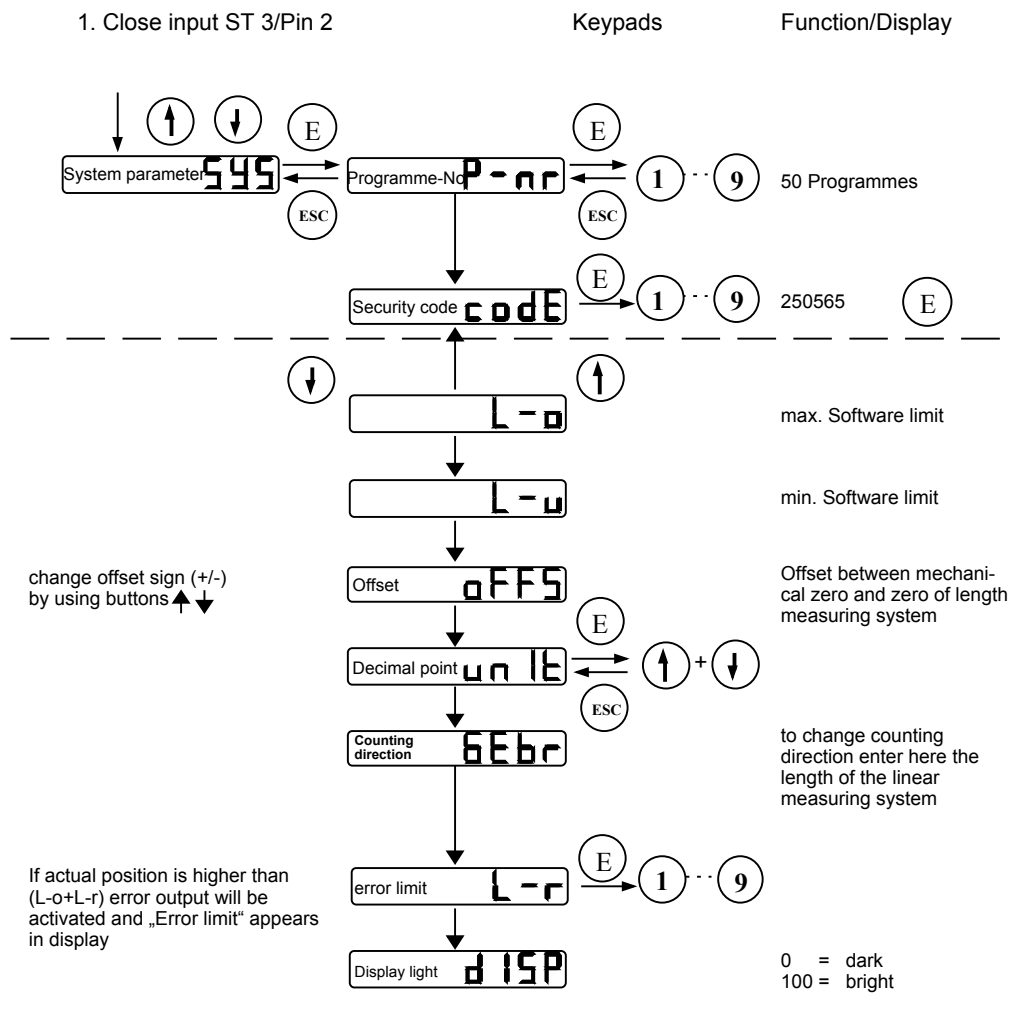 1. Close input ST 3/Pin 2 Keypads Function/Display
E E
System parameter SYS Programme-No P-nr 1 ··· 9 50 Programmes
ESC ESC
E
Security code codE 1 ··· 9 250565 E
L-o max. Software limit
L-u min. Software limit
change offset sign (+/-)
by using buttons
Offset oFFS
Offset between mechani-
cal zero and zero of length
measuring system
E
Decimal point unIt +
ESC
Counting
direction GEbr
to change counting
direction enter here the
length of the linear
measuring system
If actual position is higher than
(L-o+L-r) error output will be
activated and „Error limit“ appears
in display
E
error limit L-r 1 ··· 9
Display light dISP
0 = dark
100 = bright